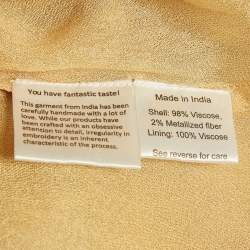 You have fantastic taste!
This garment from India has been
carefully handmade with a lot of
love. While our products have
been crafted with an obsessive
attention to detail, irregularity in
embroidery is an inherent
characteristic of the process.
Made in India
Shell: 98% Viscose,
2% Metallized fiber
Lining: 100% Viscose
See reverse for care